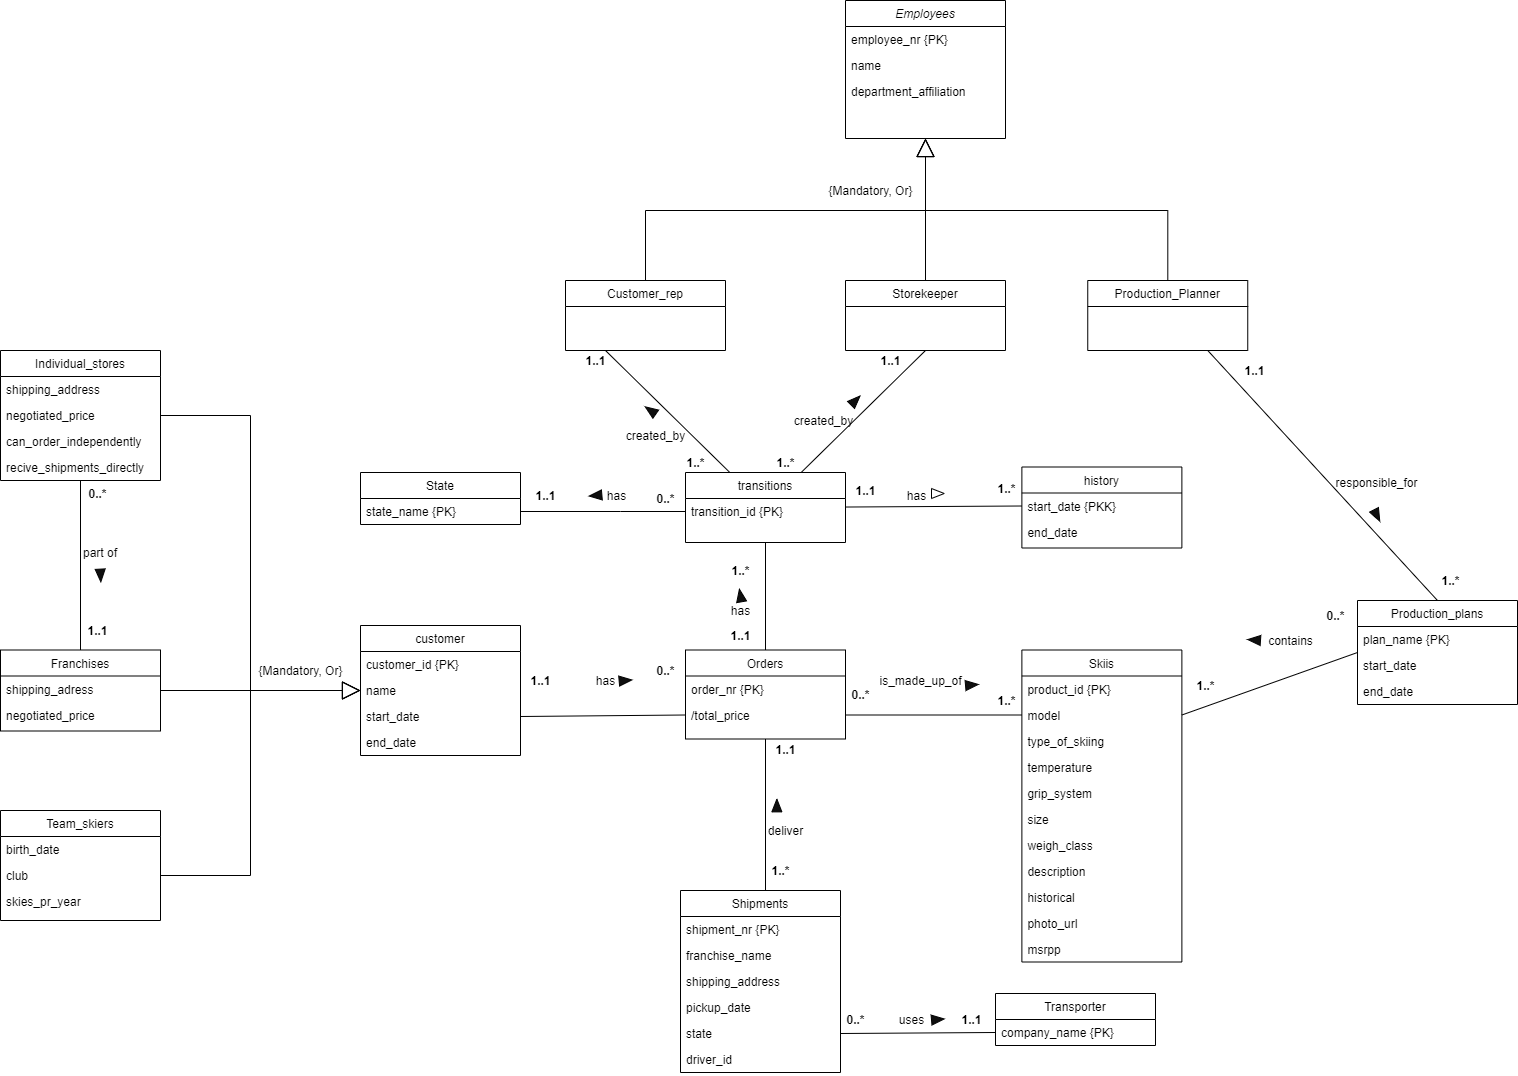 Employees
employee_nr {PK}
name
department_affiliation
{Mandatory, Or}
Customer_rep
Storekeeper
Production_Planner
1..1
1..1
1..1
Individual_stores
shipping_address
negotiated_price
can_order_independently
recive_shipments_directly
0..*
part of
1..1
created_by
created_by
1..*
1..*
State
state_name {PK}
1..1
has
0..*
transitions
transition_id {PK}
1..1
has
1..*
history
start_date {PKK}
end_date
responsible_for
1..*
1..*
has
1..1
Franchises
shipping_adress
negotiated_price
{Mandatory, Or}
customer
customer_id {PK}
name
start_date
end_date
1..1
has
0..*
Orders
order_nr {PK}
/total_price
0..*
is_made_up_of
1..*
Skiis
product_id {PK}
model
type_of_skiing
temperature
grip_system
size
weigh_class
description
historical
photo_url
msrpp
1..*
contains
0..*
Production_plans
plan_name {PK}
start_date
end_date
Team_skiers
birth_date
club
skies_pr_year
1..1
deliver
1..*
Shipments
shipment_nr {PK}
franchise_name
shipping_address
pickup_date
state
driver_id
0..*
uses
1..1
Transporter
company_name {PK}